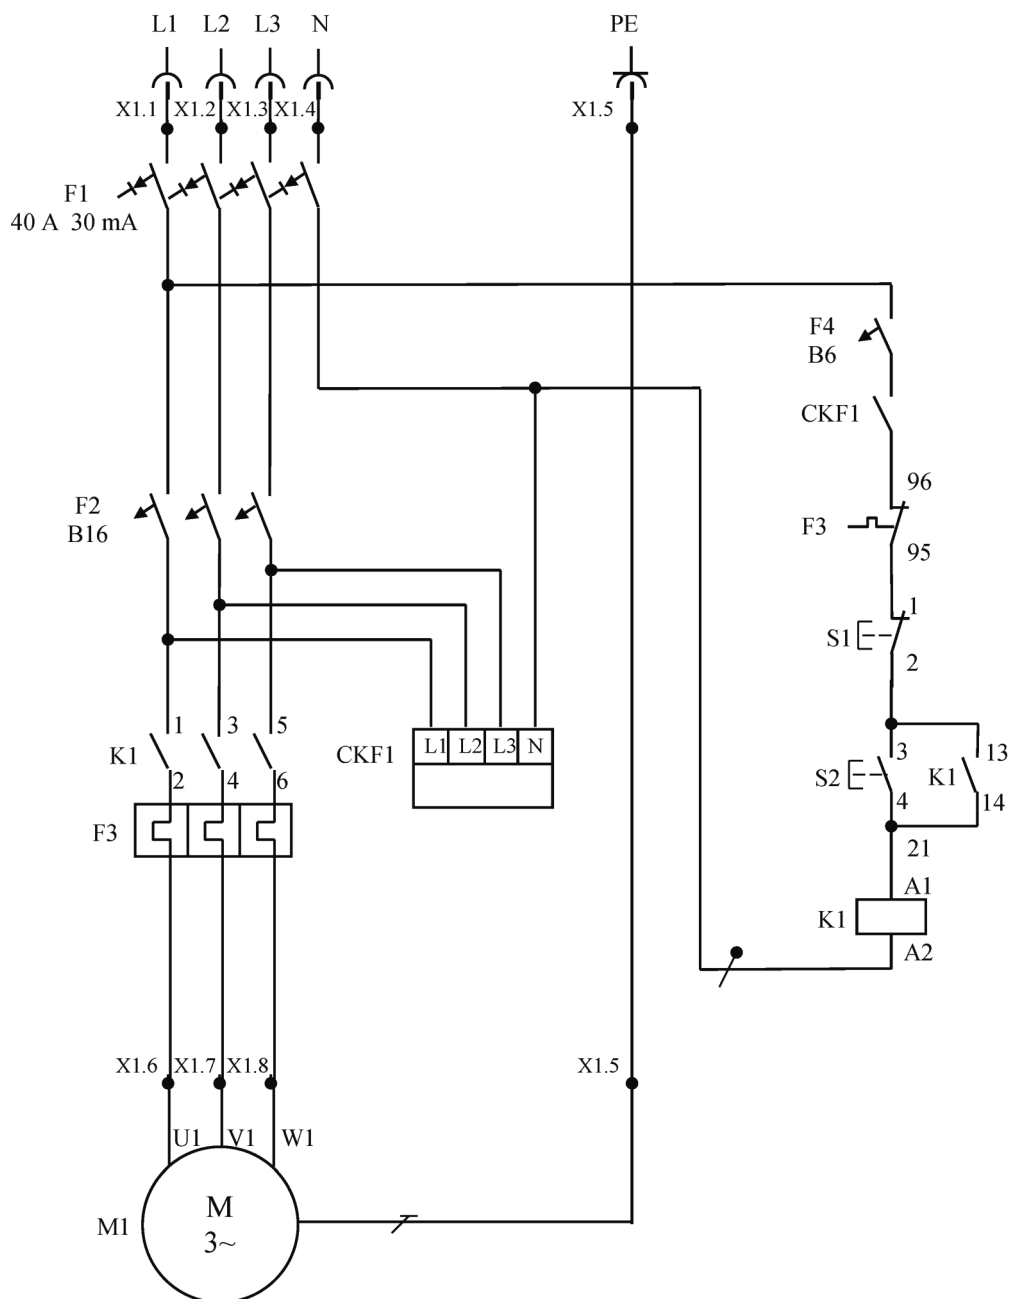 L1 L2 L3 N PE
X1.1 X1.2 X1.3 X1.4 X1.5
F1
40 A 30 mA
F4
B6
CKF1
96
F3
95
F2
B16
1
S1
2
1 3 5
K1
2 4 6
CKF1
L1 L2 L3 N
3 13
S2 K1
4 14
F3
21
A1
K1
A2
X1.6 X1.7 X1.8 X1.5
U1 V1 W1
M1
M
3~